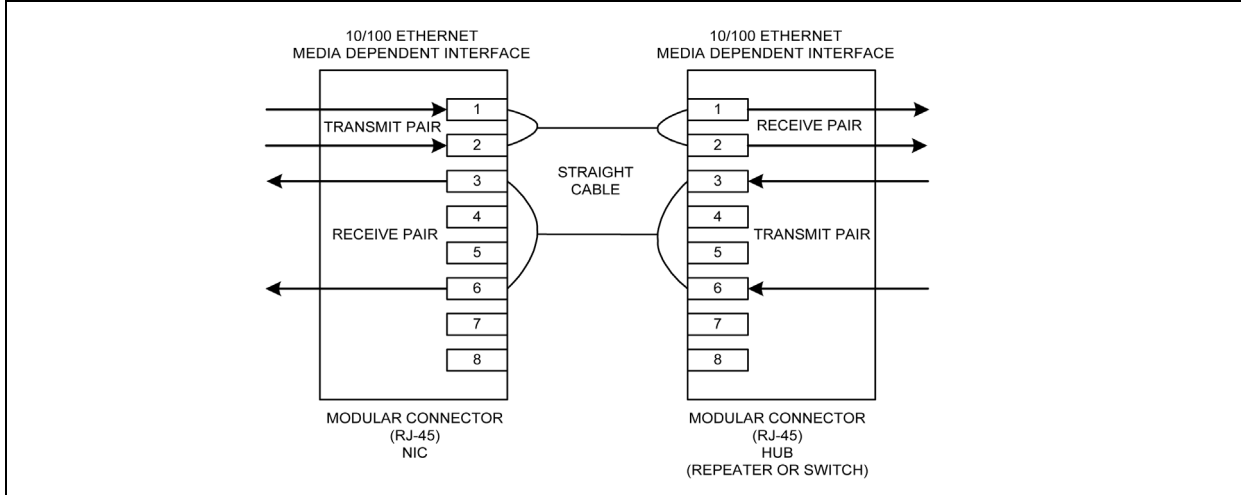 10/100 ETHERNET
MEDIA DEPENDENT INTERFACE
1
TRANSMIT PAIR
2
3
4
RECEIVE PAIR
5
6
7
8
MODULAR CONNECTOR
(RJ-45)
NIC
STRAIGHT
CABLE
10/100 ETHERNET
MEDIA DEPENDENT INTERFACE
1
RECEIVE PAIR
2
3
4
TRANSMIT PAIR
5
6
7
8
MODULAR CONNECTOR
(RJ-45)
HUB
(REPEATER OR SWITCH)